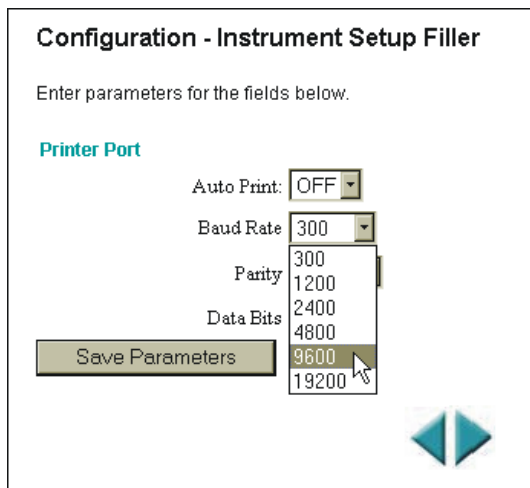 Configuration - Instrument Setup Filler
Enter parameters for the fields below.
Printer Port
Auto Print: OFF
Baud Rate 300
300
Parity
1200
2400
Data Bits
4800
Save Parameters
9600
19200